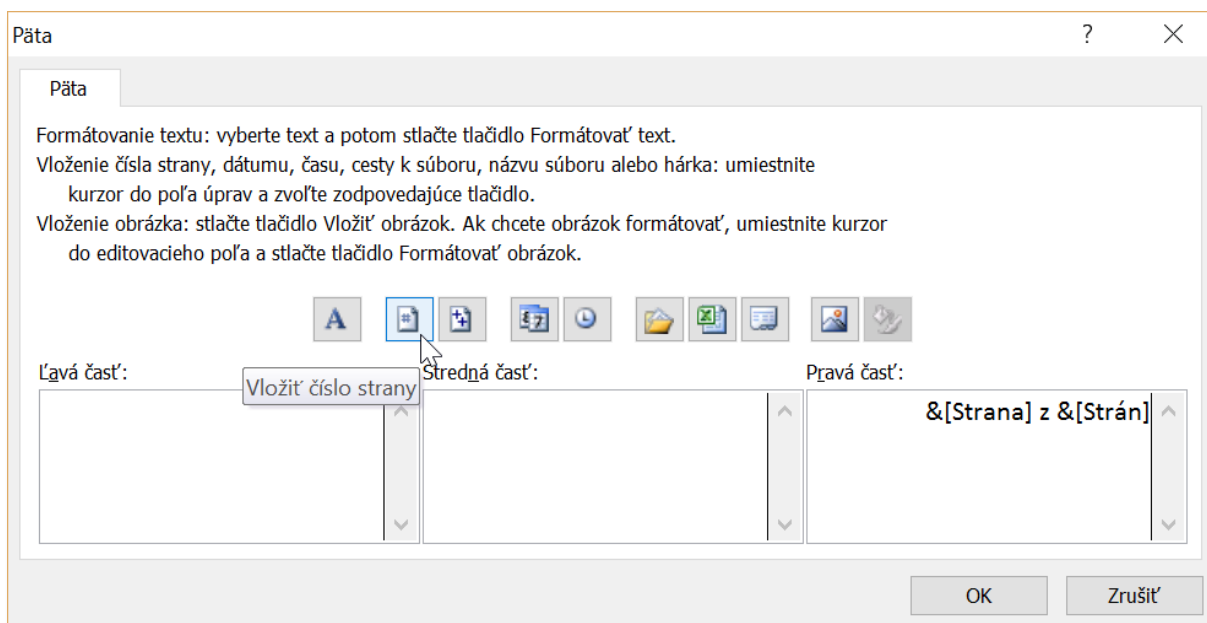 Päta
Päta
Formátovanie textu: vyberte text a potom stlačte tlačidlo Formátovať text.
Vloženie čísla strany, dátumu, času, cesty k súboru, názvu súboru alebo hárka: umiestnite
kurzor do poľa úprav a zvoľte zodpovedajúce tlačidlo.
Vloženie obrázka: stlačte tlačidlo Vložiť obrázok. Ak chcete obrázok formátovať, umiestnite kurzor
do editovacieho poľa a stlačte tlačidlo Formátovať obrázok.
Ľavá časť:
Stredná časť:
Pravá časť:
Vložiť číslo strany
&[Strana] z &[Strán]
OK
Zrušiť